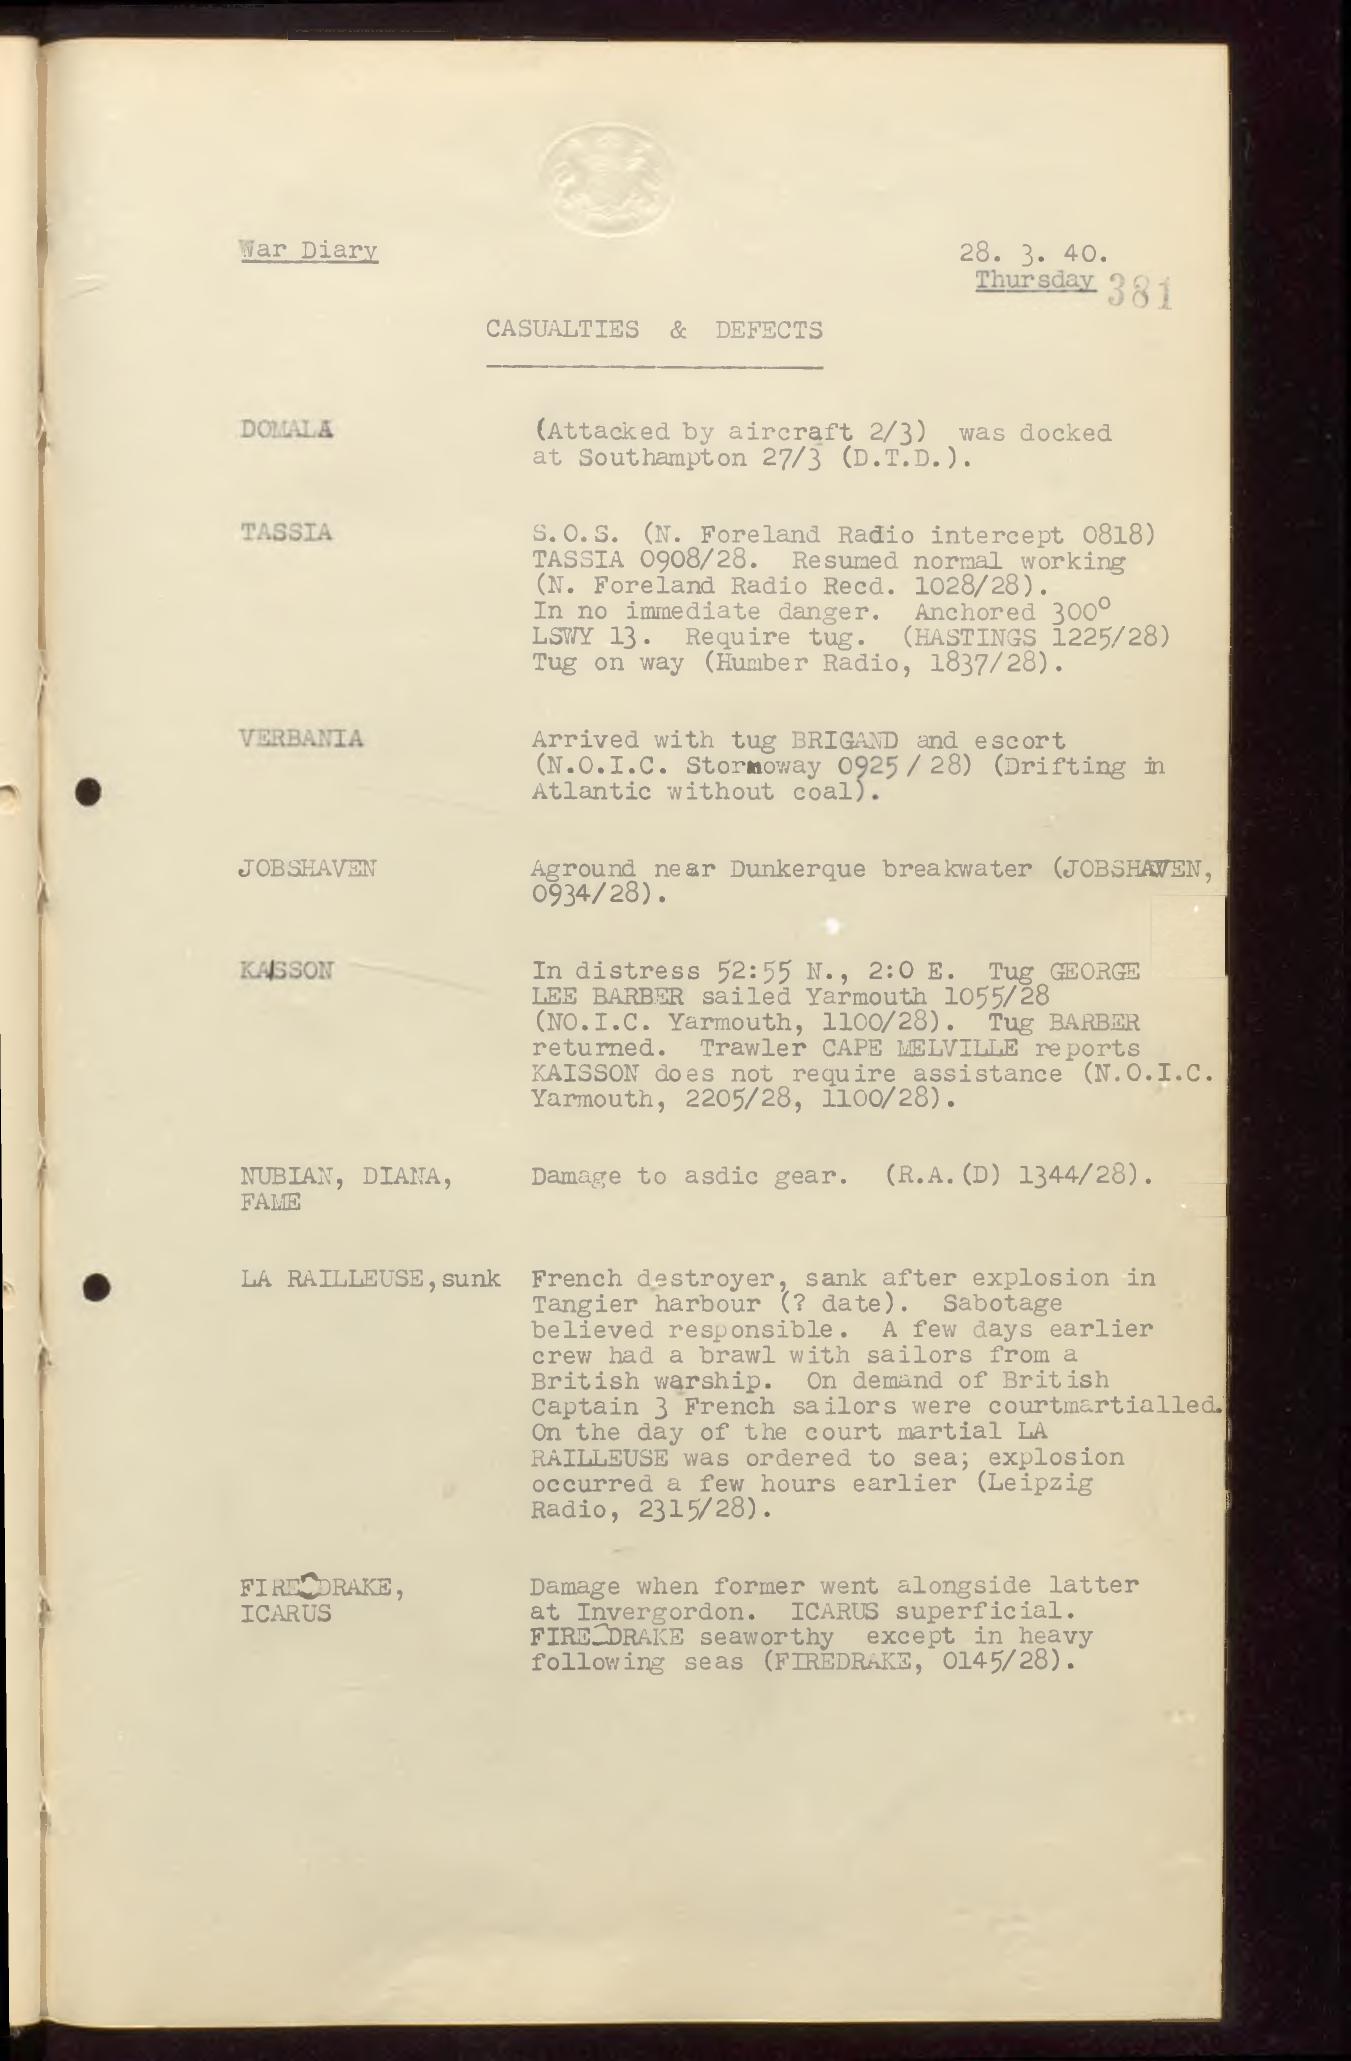 War Diary
28. 3. 40.
Thursday
381
CASUALTIES & DEFECTS
DOMALA
(Attacked by aircraft 2/3) was docked
at Southampton 27/3 (D.T.D.).
TASSIA
S.O.S. (N. Foreland Radio intercept 0818)
TASSIA 0908/28. Resumed normal working
(N. Foreland Radio Recd. 1028/28).
In no immediate danger. Anchored 300°
LSWY 13. Require tug. (HASTINGS 1225/28)
Tug on way (Humber Radio, 1837/28).
VERBANIA
Arrived with tug BRIGAND and escort
(N.O.I.C. Stornoway 0925/28) (Drifting in
Atlantic without coal).
JOBSHAVEN
Aground near Dunkerque breakwater (JOBSHAVEN,
0934/28).
KAISSON
In distress 52:55 N., 2:0 E. Tug GEORGE
LEE BARBER sailed Yarmouth 1055/28
(NO.I.C. Yarmouth, 1100/28). Tug BARBER
returned. Trawler CAPE MELVILLE reports
KAISSON does not require assistance (N.O.I.C.
Yarmouth, 2205/28, 1100/28).
NUBIAN, DIANA,
FAME
Damage to asdic gear. (R.A.(D) 1344/28).
LA RAILLEUSE, sunk
French destroyer, sank after explosion in
Tangier harbour (? date). Sabotage
believed responsible. A few days earlier
crew had a brawl with sailors from a
British warship. On demand of British
Captain 3 French sailors were courtmartialled.
On the day of the court martial LA
RAILLEUSE was ordered to sea; explosion
occurred a few hours earlier (Leipzig
Radio, 2315/28).
FIREDRAKE,
ICARUS
Damage when former went alongside latter
at Invergordon. ICARUS superficial.
FIREDRAKE seaworthy except in heavy
following seas (FIREDRAKE, 0145/28).